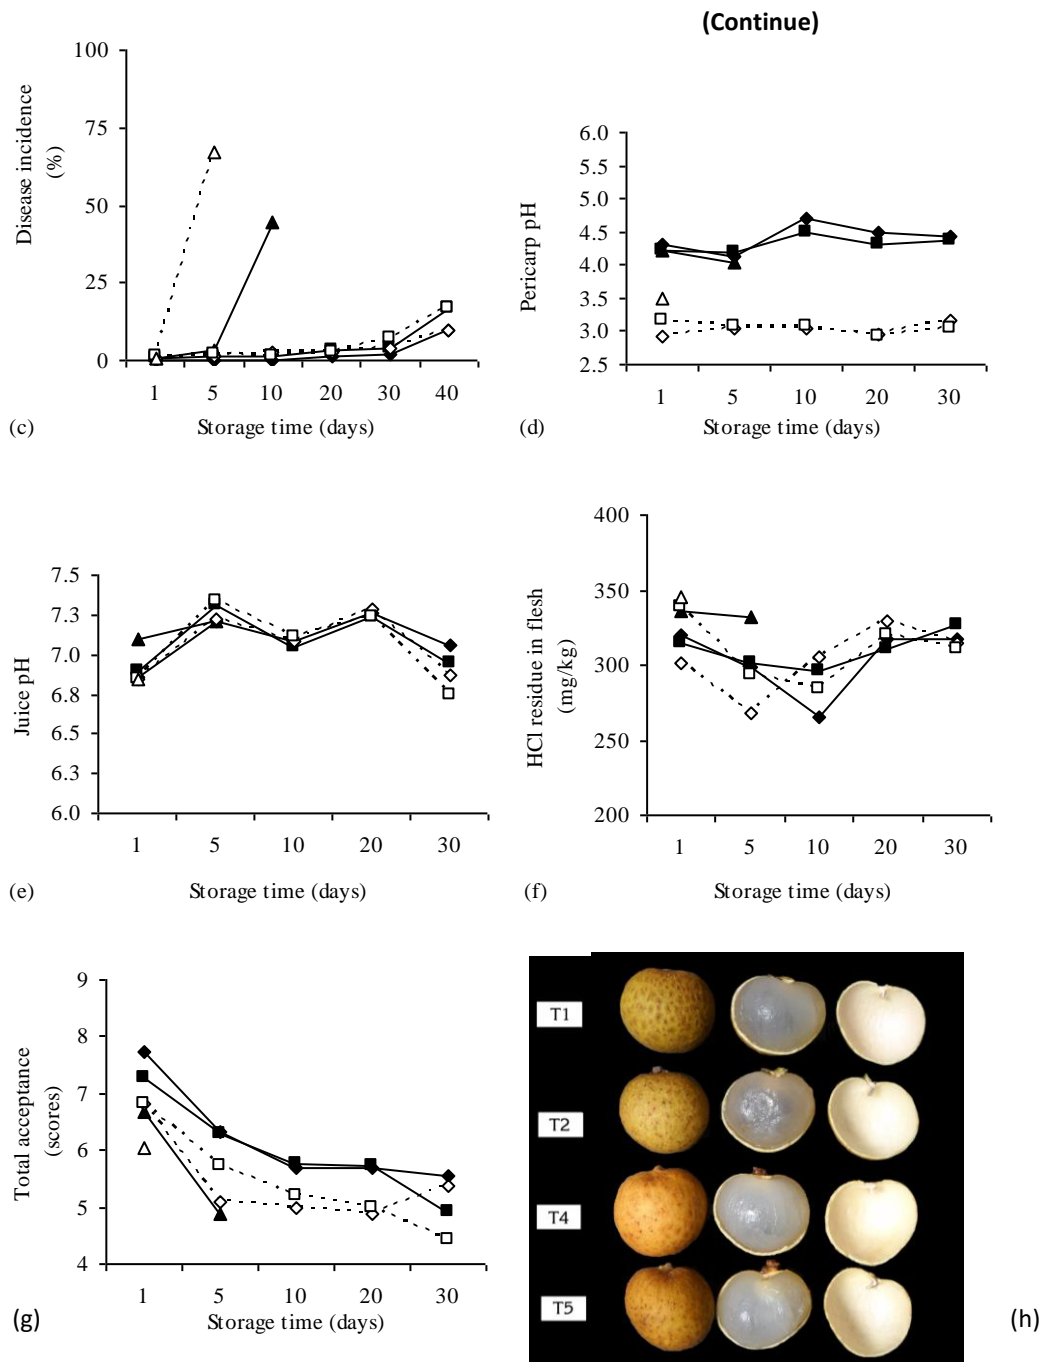 (Continue)
Disease incidence
(%)
100
75
50
25
0
1 5 10 20 30 40
Storage time (days)
(c)
Pericarp pH
6.0
5.5
5.0
4.5
4.0
3.5
3.0
2.5
1 5 10 20 30
Storage time (days)
(d)
Juice pH
7.5
7.3
7.0
6.8
6.5
6.3
6.0
1 5 10 20 30
Storage time (days)
(e)
HCl residue in flesh
(mg/kg)
400
350
300
250
200
1 5 10 20 30
Storage time (days)
(f)
Total acceptance
(scores)
9
8
7
6
5
4
1 5 10 20 30
Storage time (days)
(g)
T1
T2
T4
T5
(h)